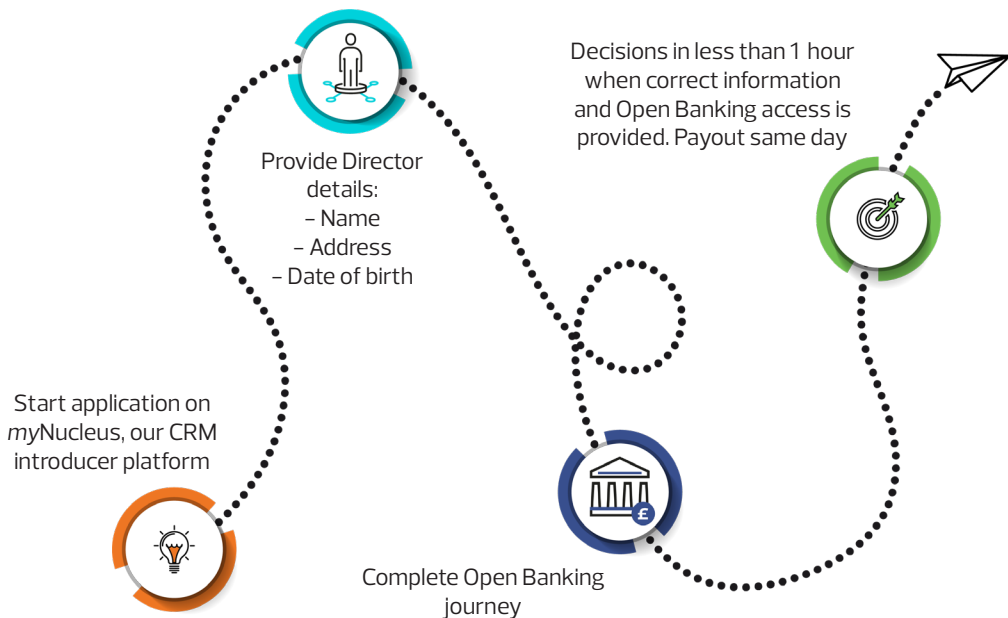 Start application on
myNucleus, our CRM
introducer platform
Provide Director
details:
– Name
– Address
– Date of birth
£
Complete Open Banking
journey
Decisions in less than 1 hour
when correct information
and Open Banking access is
provided. Payout same day